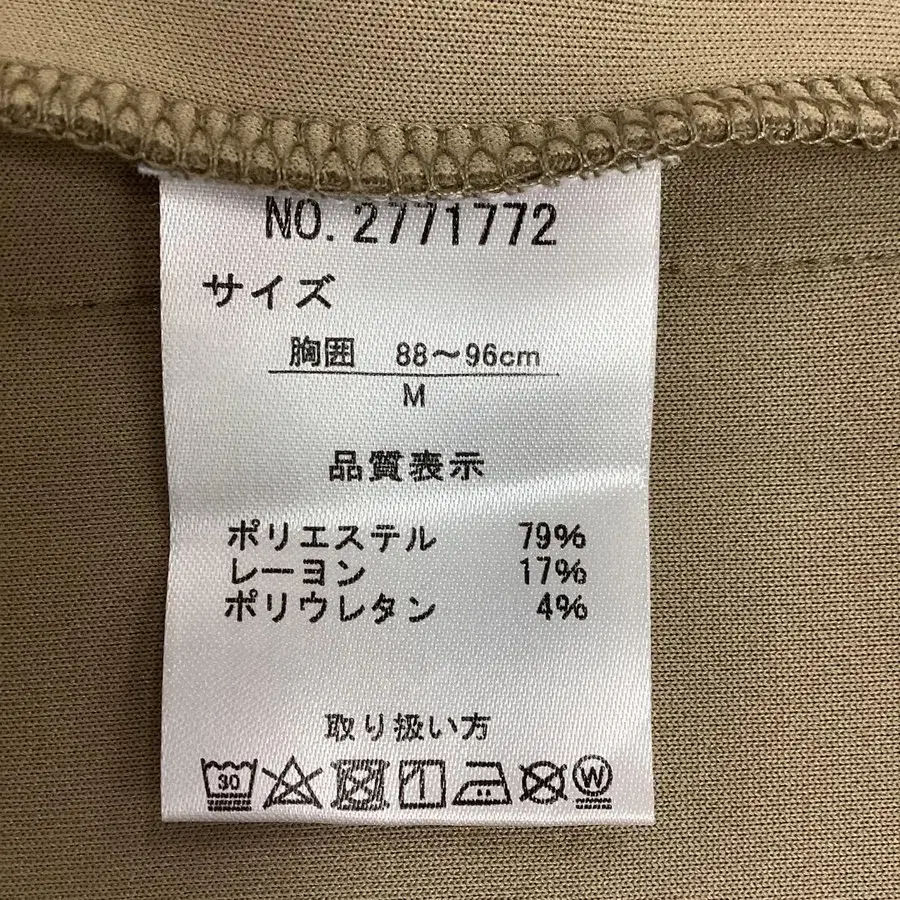 NO. 2771772
サイズ
胸囲 88〜96cm
M
品質表示
ポリエステル 79%
レーヨン 17%
ポリウレタン 4%
取り扱い方
30 W